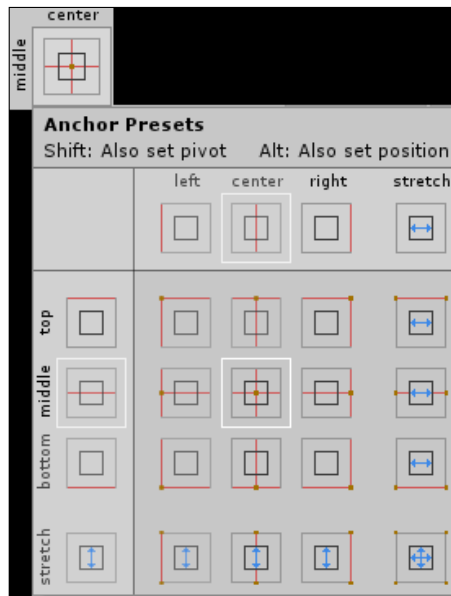 center
middle
Anchor Presets
Shift: Also set pivot Alt: Also set position
left center right stretch
top
middle
bottom
stretch